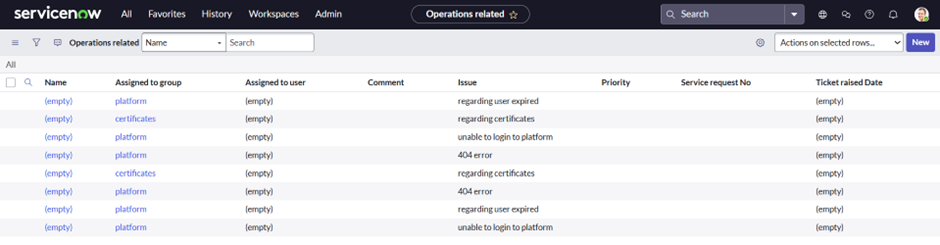 servicenow All Favorites History Workspaces Admin Operations related Search
Operations related Name Search Actions on selected rows... New
All
Name Assigned to group Assigned to user Comment Issue Priority Service request No Ticket raised Date
(empty) platform (empty) regarding user expired (empty)
(empty) certificates (empty) regarding certificates (empty)
(empty) platform (empty) unable to login to platform (empty)
(empty) platform (empty) 404 error (empty)
(empty) certificates (empty) regarding certificates (empty)
(empty) platform (empty) 404 error (empty)
(empty) platform (empty) regarding user expired (empty)
(empty) platform (empty) unable to login to platform (empty)